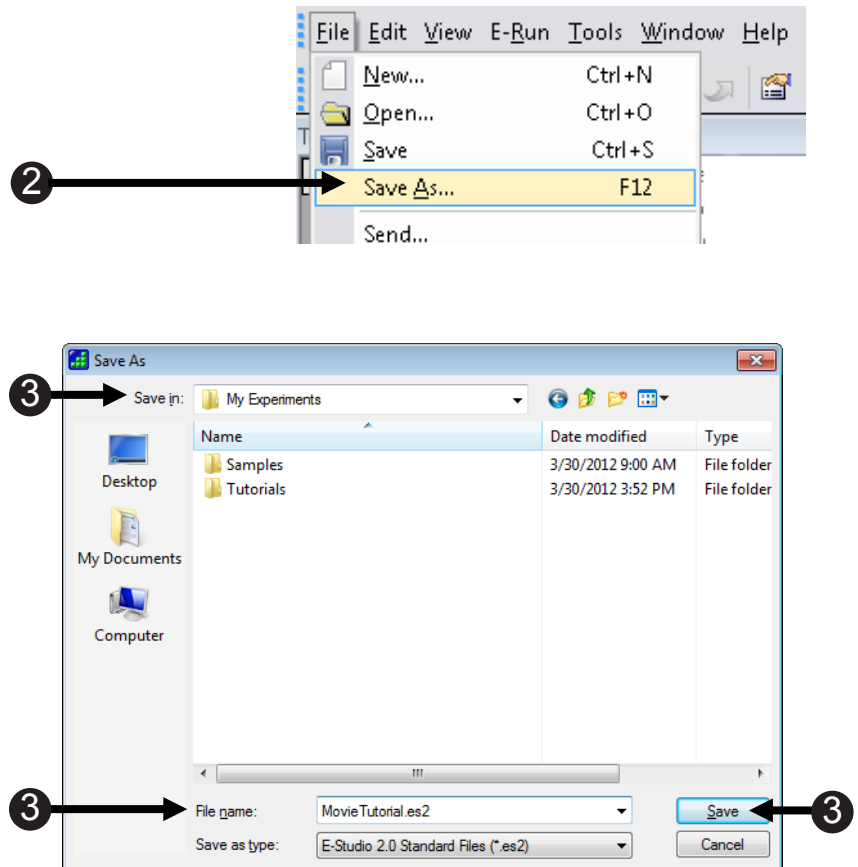 File Edit View E-Run Tools Window Help
New... Ctrl+N
Open... Ctrl+O
Save Ctrl+S
2 Save As... F12
Send...
Save As
3 Save in: My Experiments
Name Date modified Type
Samples 3/30/2012 9:00 AM File folder
Tutorials 3/30/2012 3:52 PM File folder
Desktop
My Documents
Computer
3 File name: MovieTutorial.es2 Save 3
Save as type: E-Studio 2.0 Standard Files (*.es2) Cancel